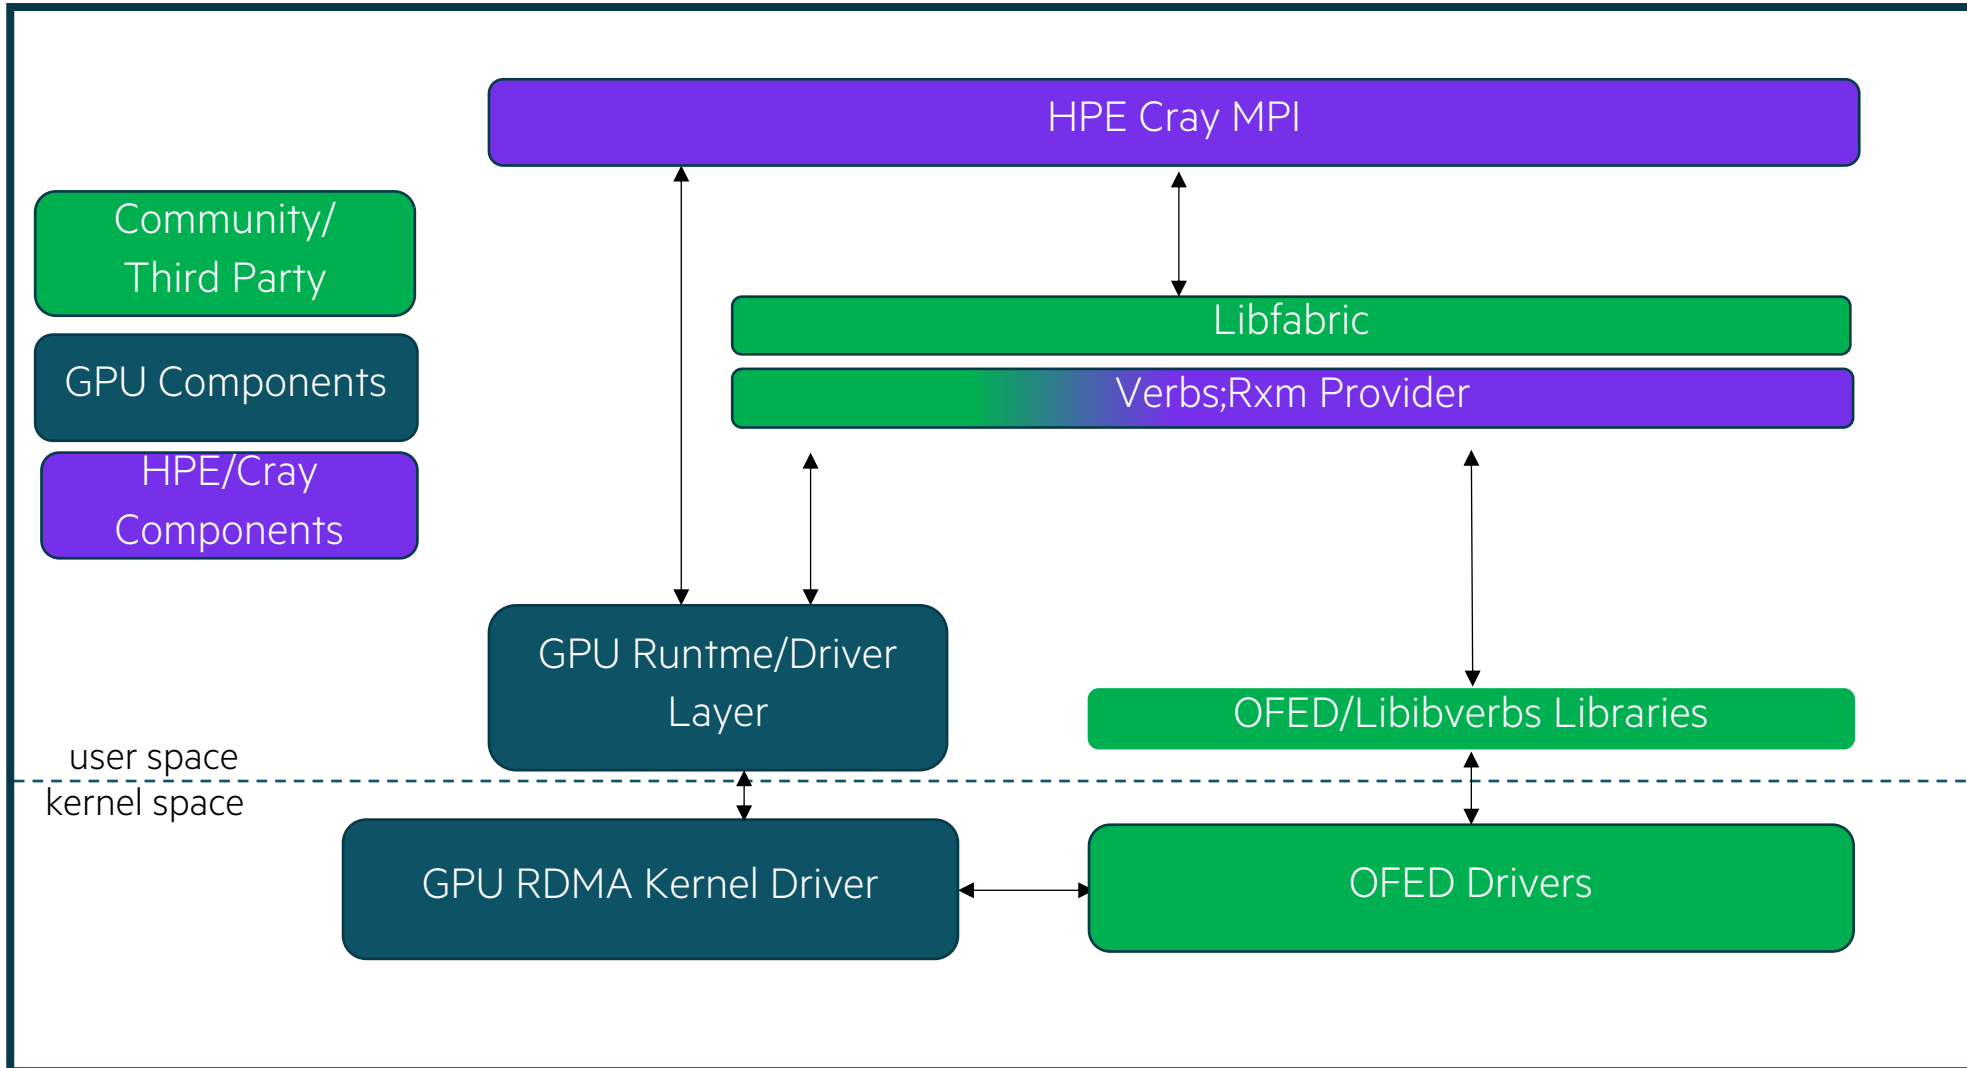 HPE Cray MPI
Community/
Third Party
GPU Components
HPE/Cray
Components
Libfabric
Verbs;Rxm Provider
GPU Runtme/Driver
Layer
OFED/Libibverbs Libraries
user space
kernel space
GPU RDMA Kernel Driver
OFED Drivers